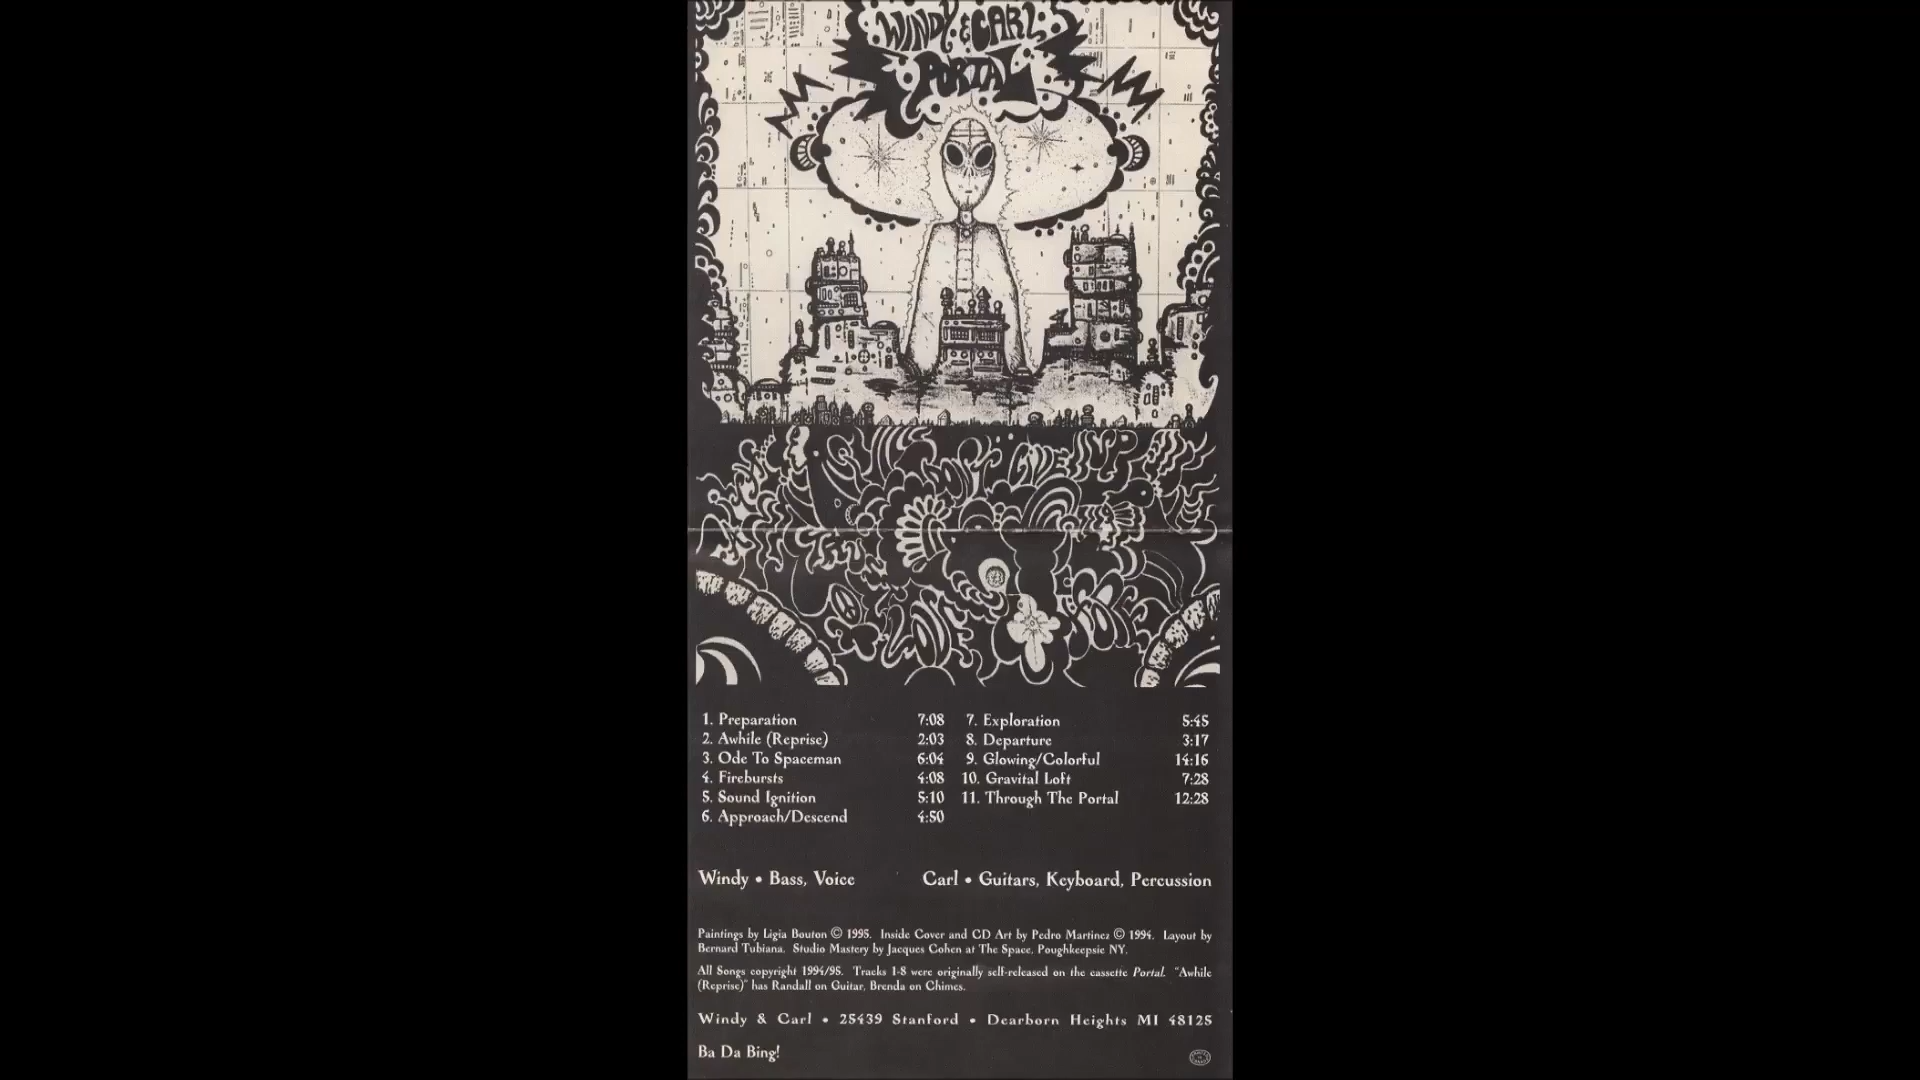 WINDY & CARL
PORTAL
DON'T GIVE UP
LOVE
1. Preparation 7:08
2. Awhile (Reprise) 2:03
3. Ode To Spaceman 6:04
4. Firebursts 4:08
5. Sound Ignition 5:10
6. Approach/Descend 4:50
7. Exploration 5:45
8. Departure 3:17
9. Glowing/Colorful 14:16
10. Gravital Loft 7:28
11. Through The Portal 12:28
Windy • Bass, Voice
Carl • Guitars, Keyboard, Percussion
Paintings by Ligia Bouton © 1995. Inside Cover and CD Art by Pedro Martinez © 1994. Layout by
Bernard Tubiana. Studio Mastery by Jacques Cohen at The Space, Poughkeepsie NY.
All Songs copyright 1994/95. Tracks 1-8 were originally self-released on the cassette Portal. "Awhile
(Reprise)" has Randall on Guitar, Brenda on Chimes.
Windy & Carl • 25439 Stanford • Dearborn Heights MI 48125
Ba Da Bing!